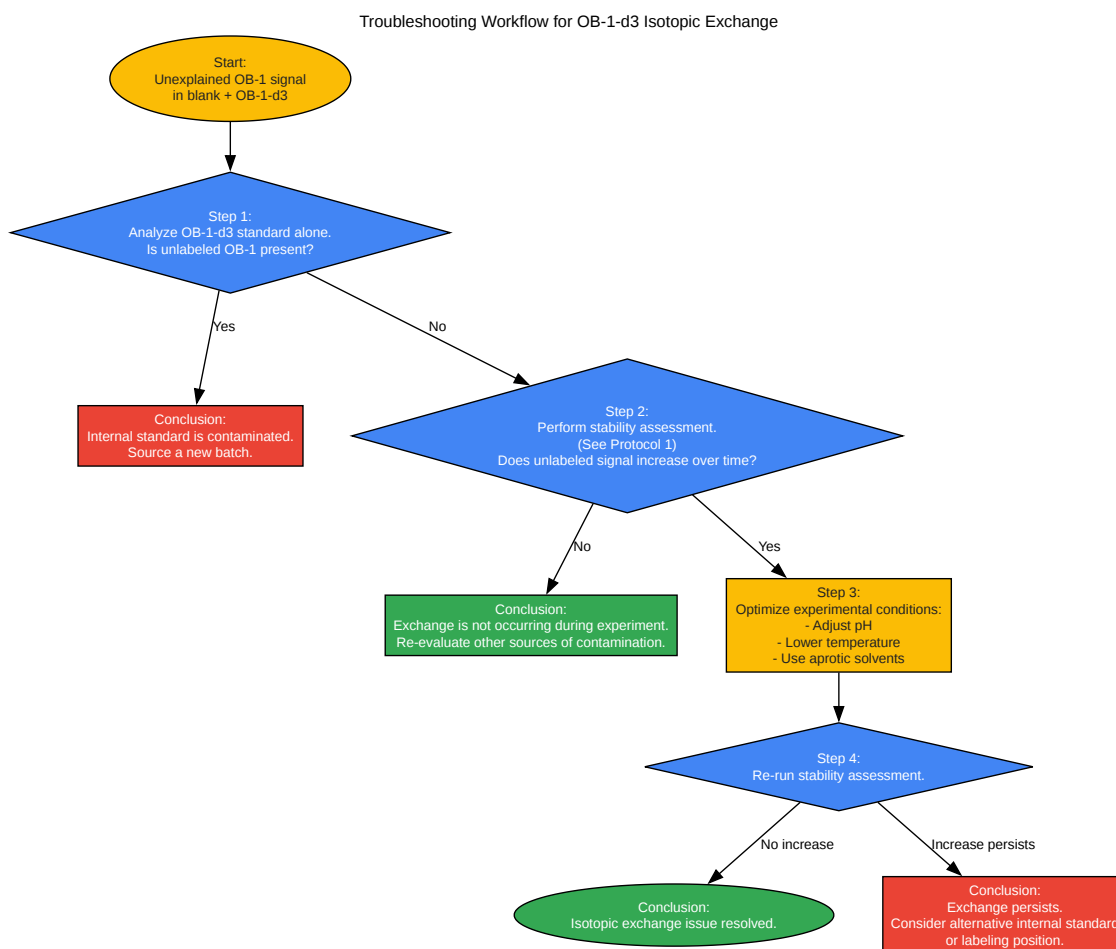 Troubleshooting Workflow for OB-1-d3 Isotopic Exchange
Start:
Unexplained OB-1 signal
in blank + OB-1-d3
Step 1:
Analyze OB-1-d3 standard alone.
Is unlabeled OB-1 present?
Yes
No
Conclusion:
Internal standard is contaminated.
Source a new batch.
Step 2:
Perform stability assessment.
(See Protocol 1)
Does unlabeled signal increase over time?
No
Yes
Conclusion:
Exchange is not occurring during experiment.
Re-evaluate other sources of contamination.
Step 3:
Optimize experimental conditions:
- Adjust pH
- Lower temperature
- Use aprotic solvents
Step 4:
Re-run stability assessment.
No increase
Increase persists
Conclusion:
Isotopic exchange issue resolved.
Conclusion:
Exchange persists.
Consider alternative internal standard
or labeling position.